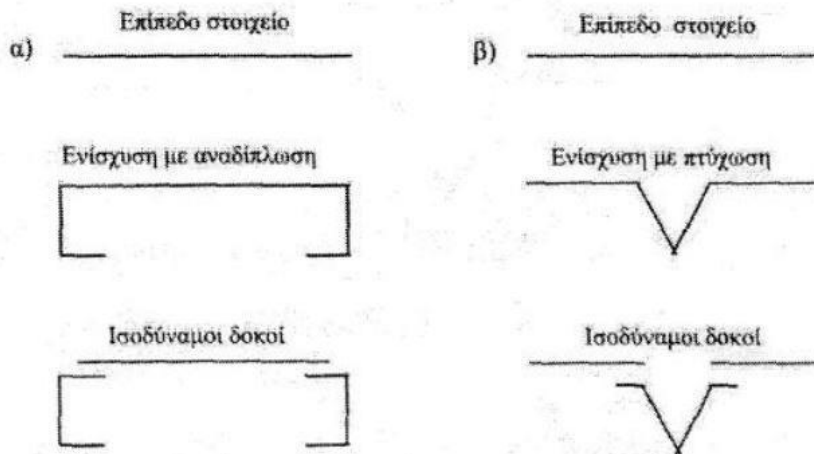 Επίπεδο στοιχείο
α)
Ενίσχυση με αναδίπλωση
Ισοδύναμοι δοκοί
Επίπεδο στοιχείο
β)
Ενίσχυση με πτύχωση
Ισοδύναμοι δοκοί